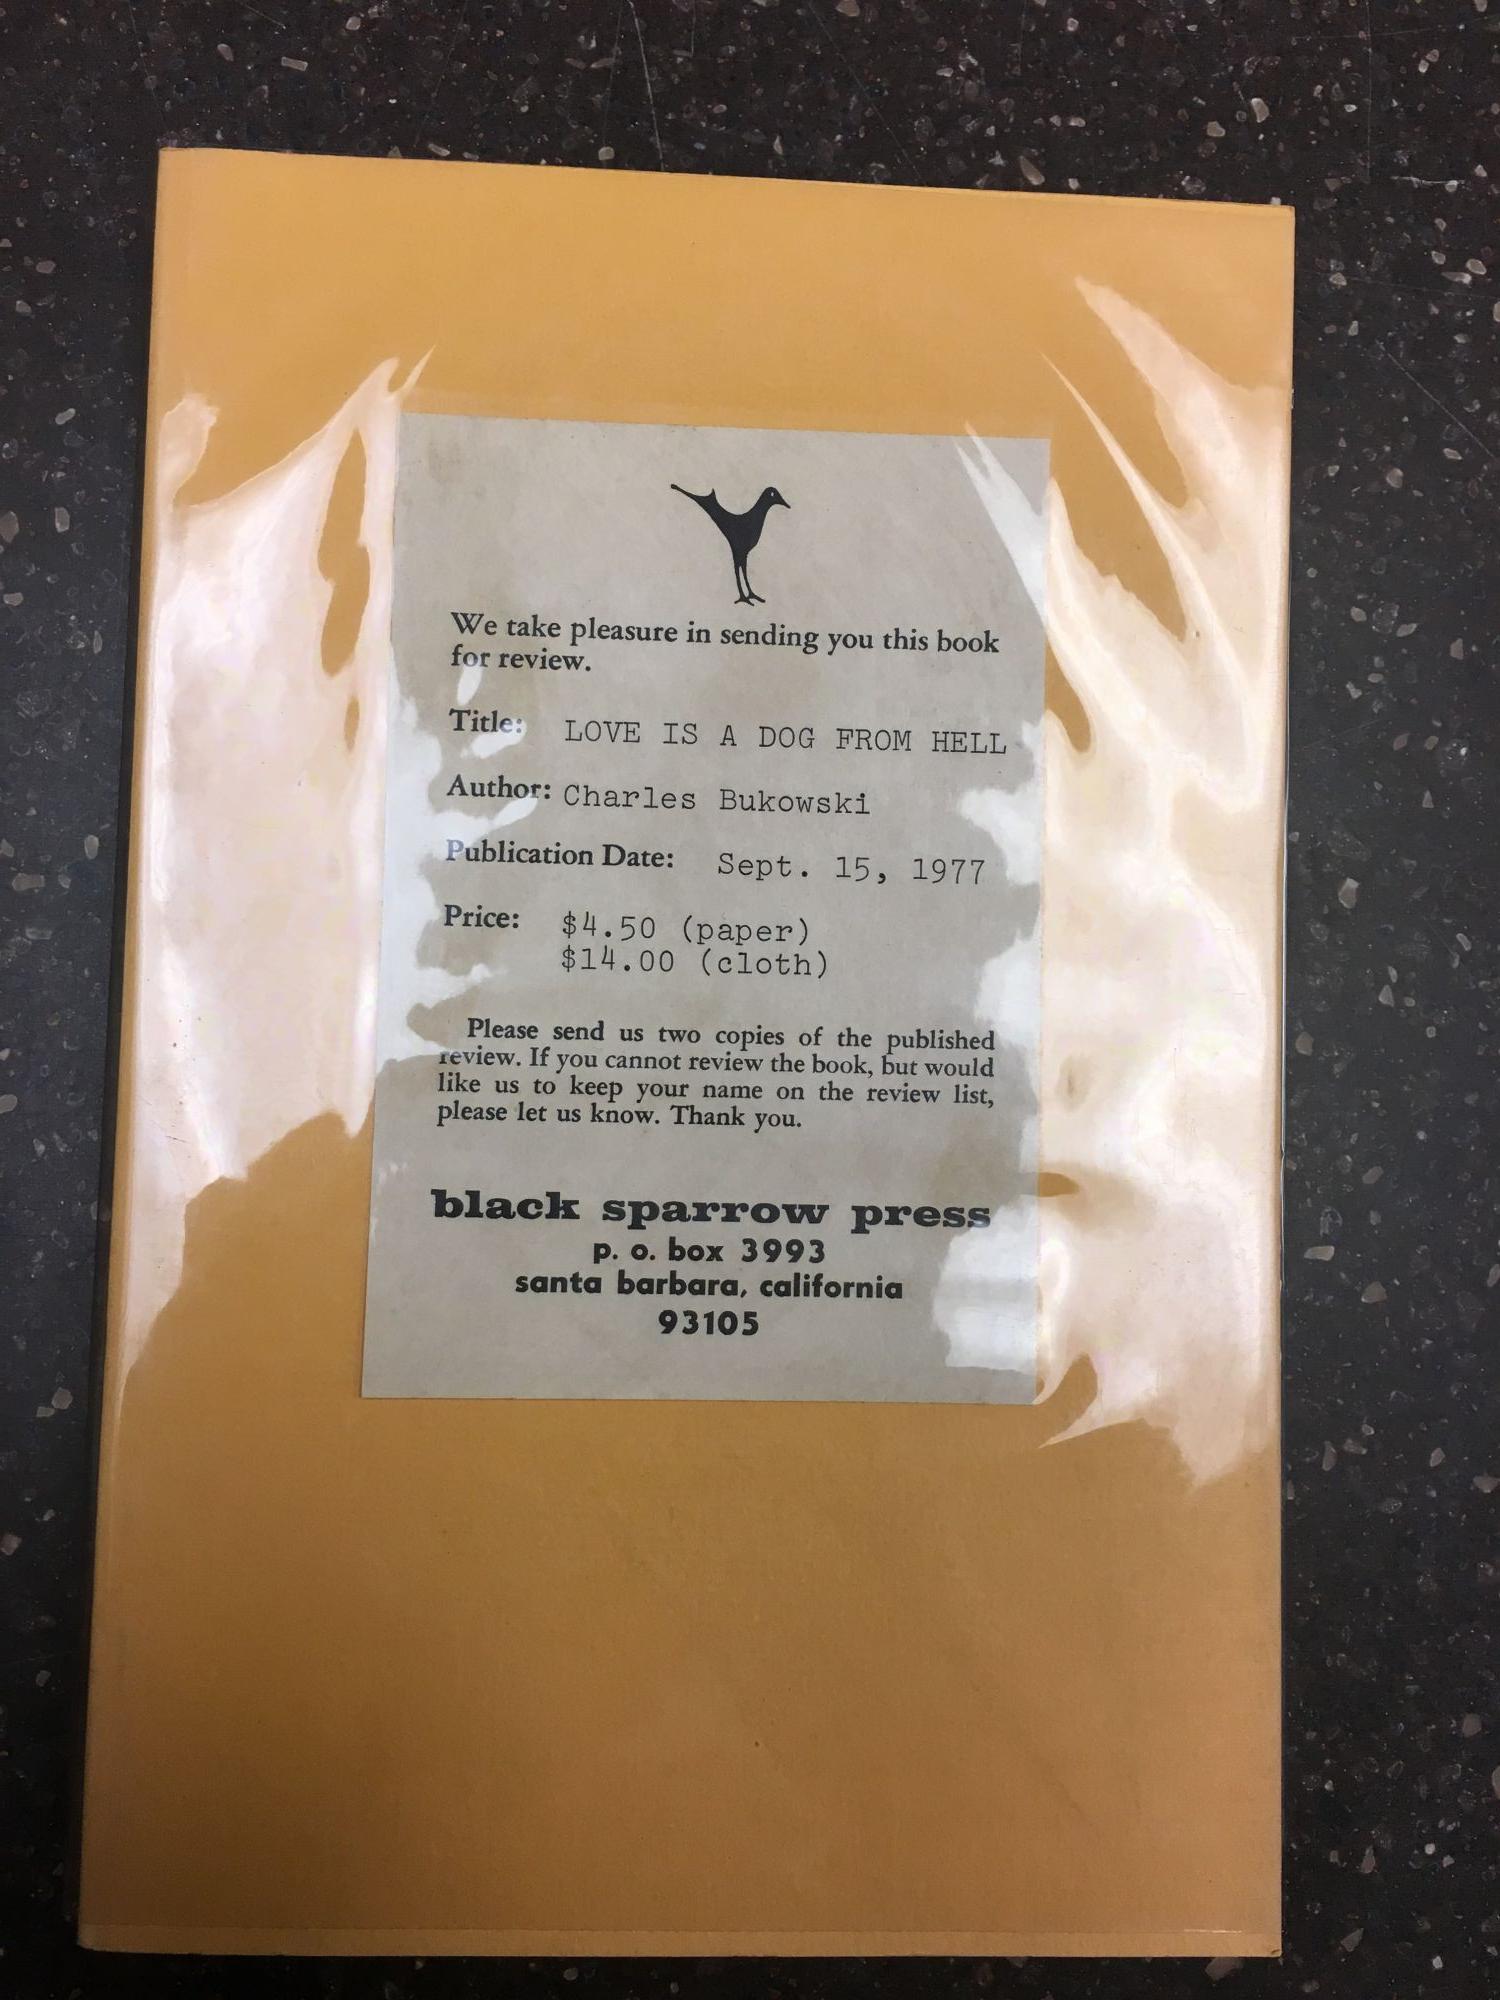 We take pleasure in sending you this book
for review.
Title: LOVE IS A DOG FROM HELL
Author: Charles Bukowski
Publication Date: Sept. 15, 1977
Price: $4.50 (paper)
$14.00 (cloth)
Please send us two copies of the published
review. If you cannot review the book, but would
like us to keep your name on the review list,
please let us know. Thank you.
black sparrow press
p. o. box 3993
santa barbara, california
93105